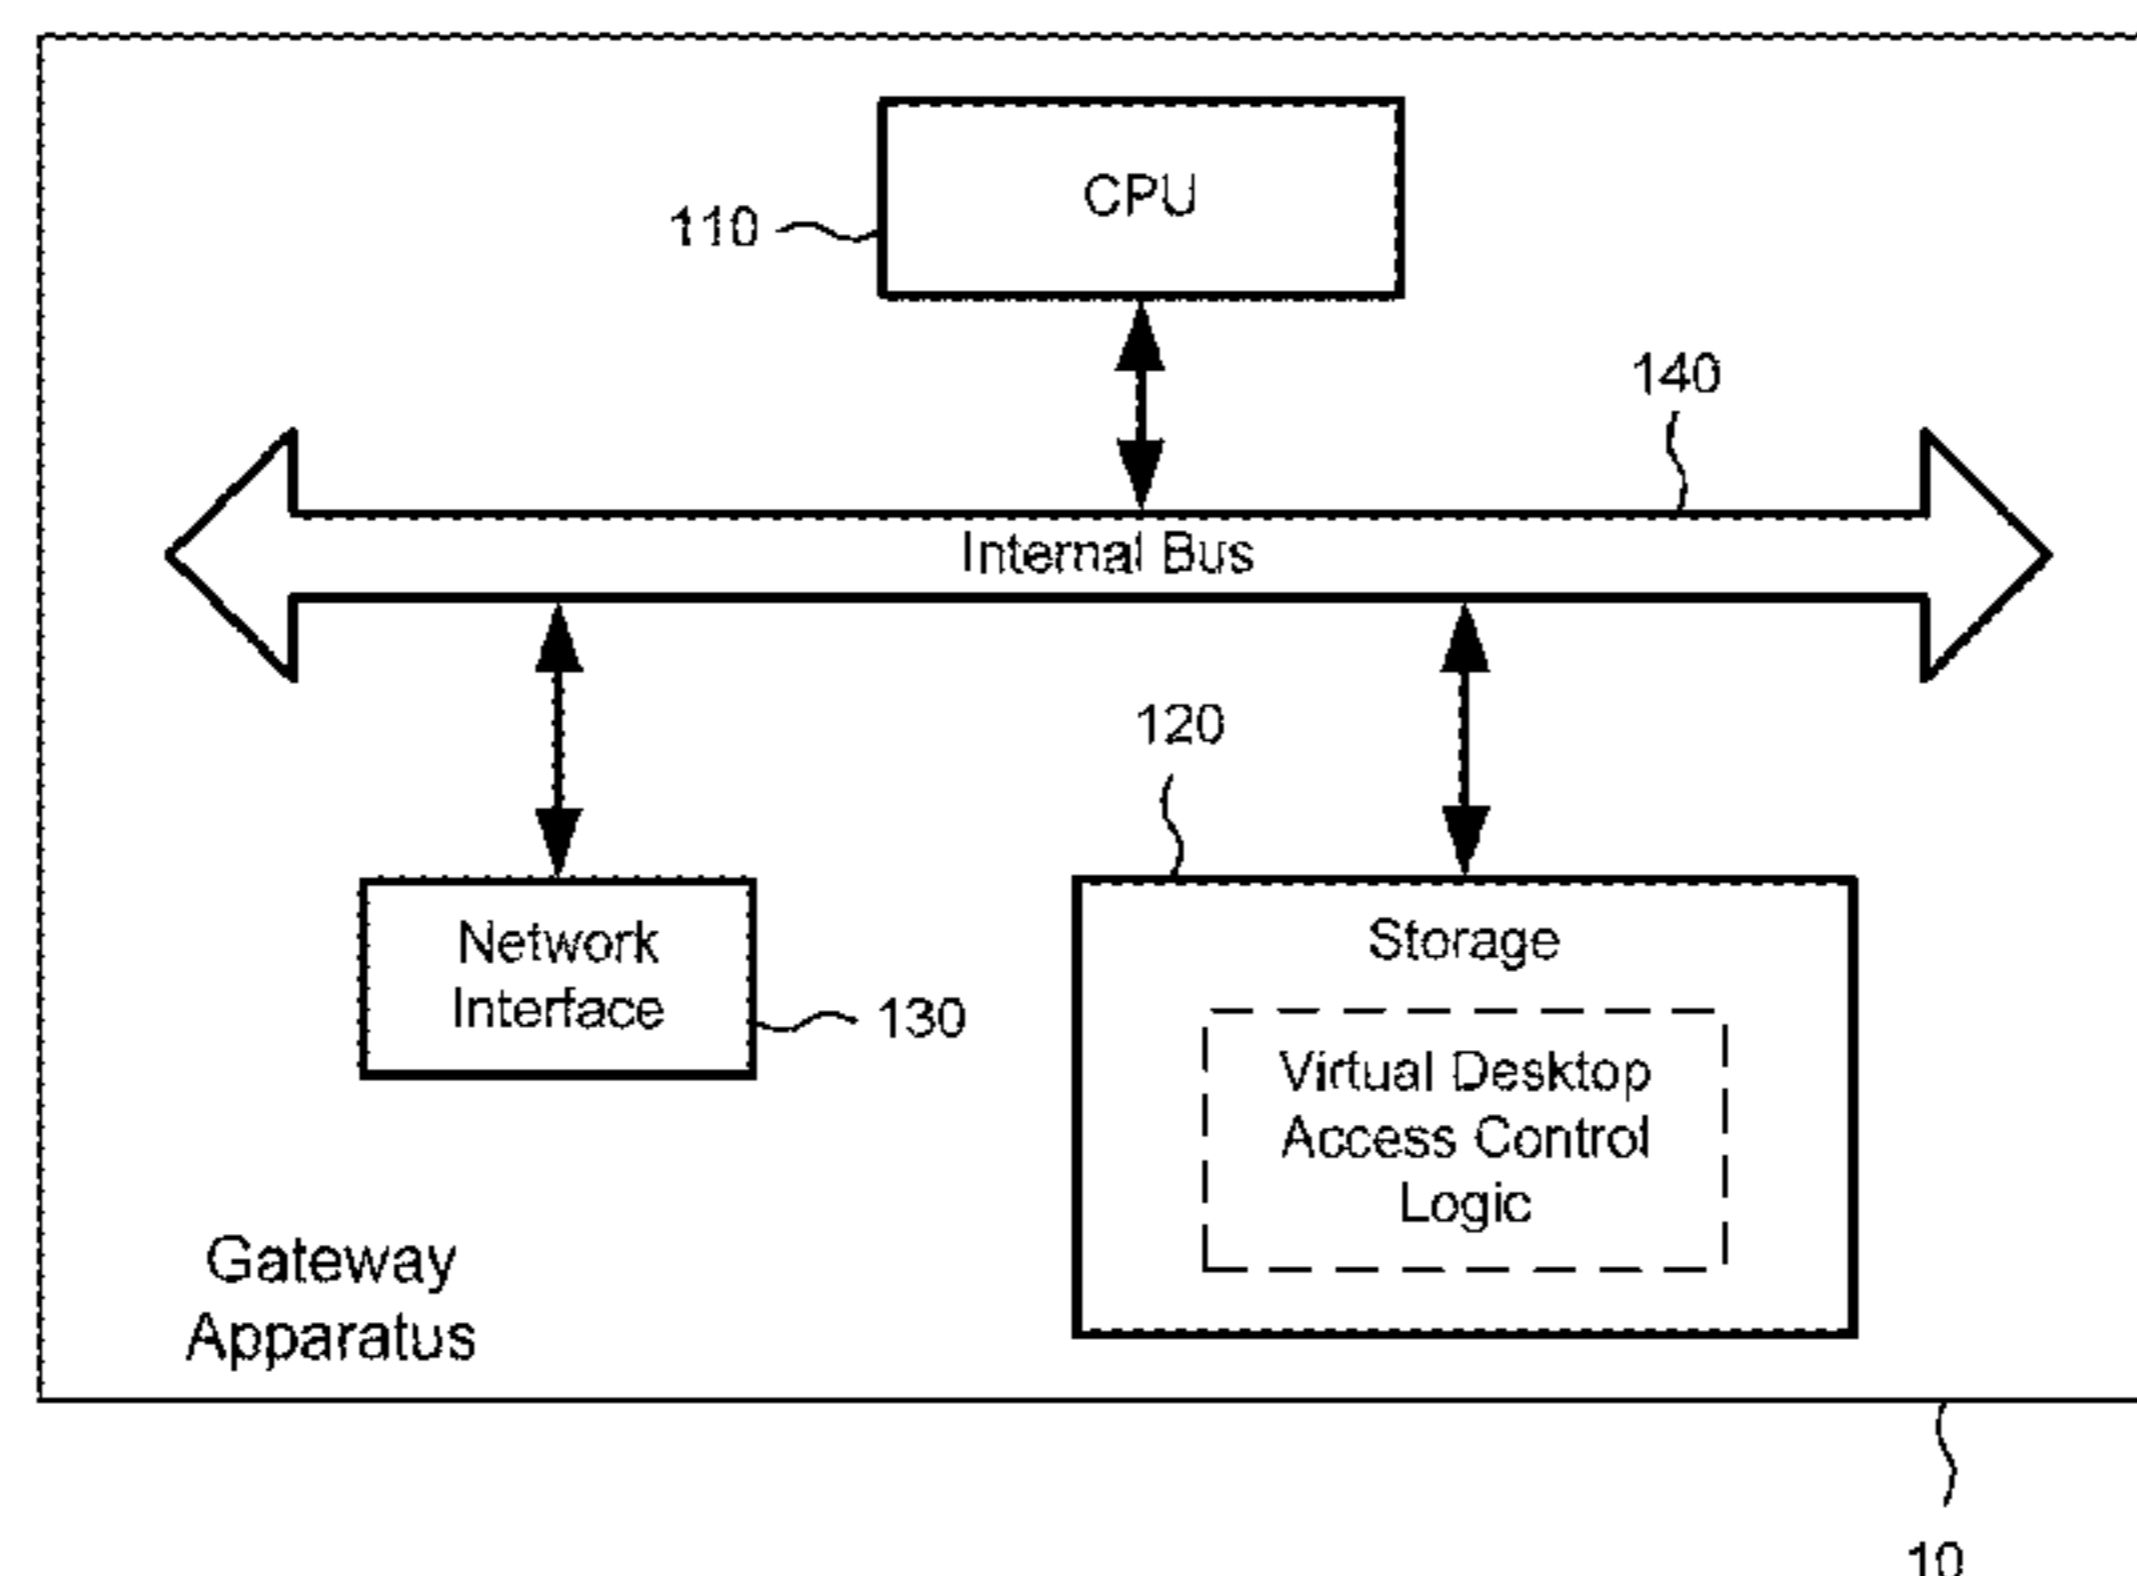 CPU
110
140
Internal Bus
120
Network
Interface
130
Storage
Virtual Desktop
Access Control
Logic
Gateway
Apparatus
10